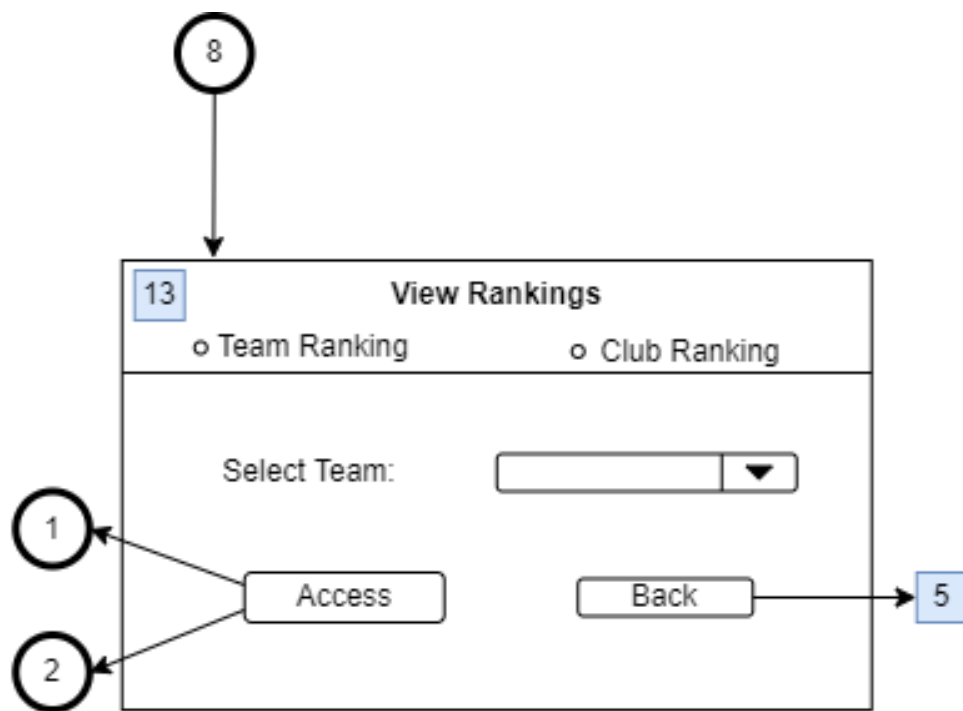 8
13
View Rankings
Team Ranking
Club Ranking
Select Team:
1
Access
Back
5
2